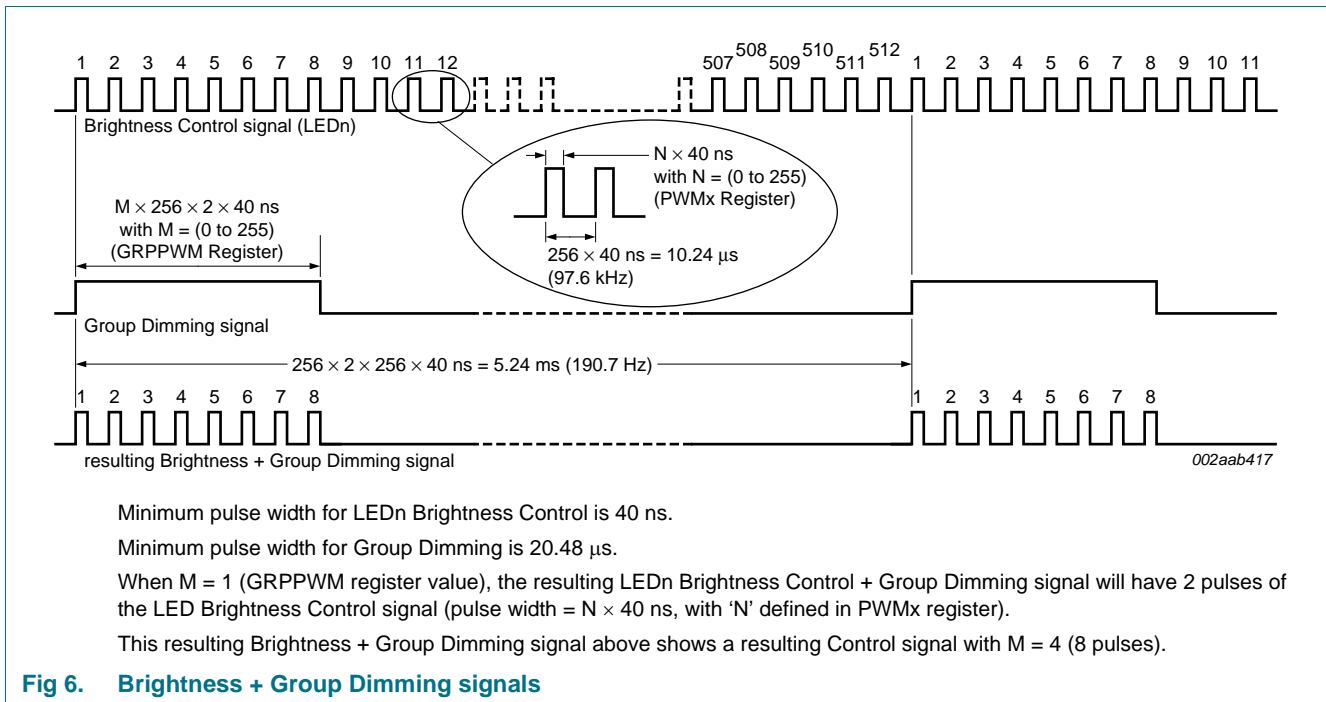 1 2 3 4 5 6 7 8 9 10 11 12 507 508 509 510 511 512 1 2 3 4 5 6 7 8 9 10 11
Brightness Control signal (LEDn)
N × 40 ns
with N = (0 to 255)
(PWMx Register)
256 × 40 ns = 10.24 μs
(97.6 kHz)
M × 256 × 2 × 40 ns
with M = (0 to 255)
(GRPPWM Register)
Group Dimming signal
256 × 2 × 256 × 40 ns = 5.24 ms (190.7 Hz)
1 2 3 4 5 6 7 8 1 2 3 4 5 6 7 8
resulting Brightness + Group Dimming signal
002aab417
Minimum pulse width for LEDn Brightness Control is 40 ns.
Minimum pulse width for Group Dimming is 20.48 μs.
When M = 1 (GRPPWM register value), the resulting LEDn Brightness Control + Group Dimming signal will have 2 pulses of
the LED Brightness Control signal (pulse width = N × 40 ns, with ‘N’ defined in PWMx register).
This resulting Brightness + Group Dimming signal above shows a resulting Control signal with M = 4 (8 pulses).
Fig 6. Brightness + Group Dimming signals